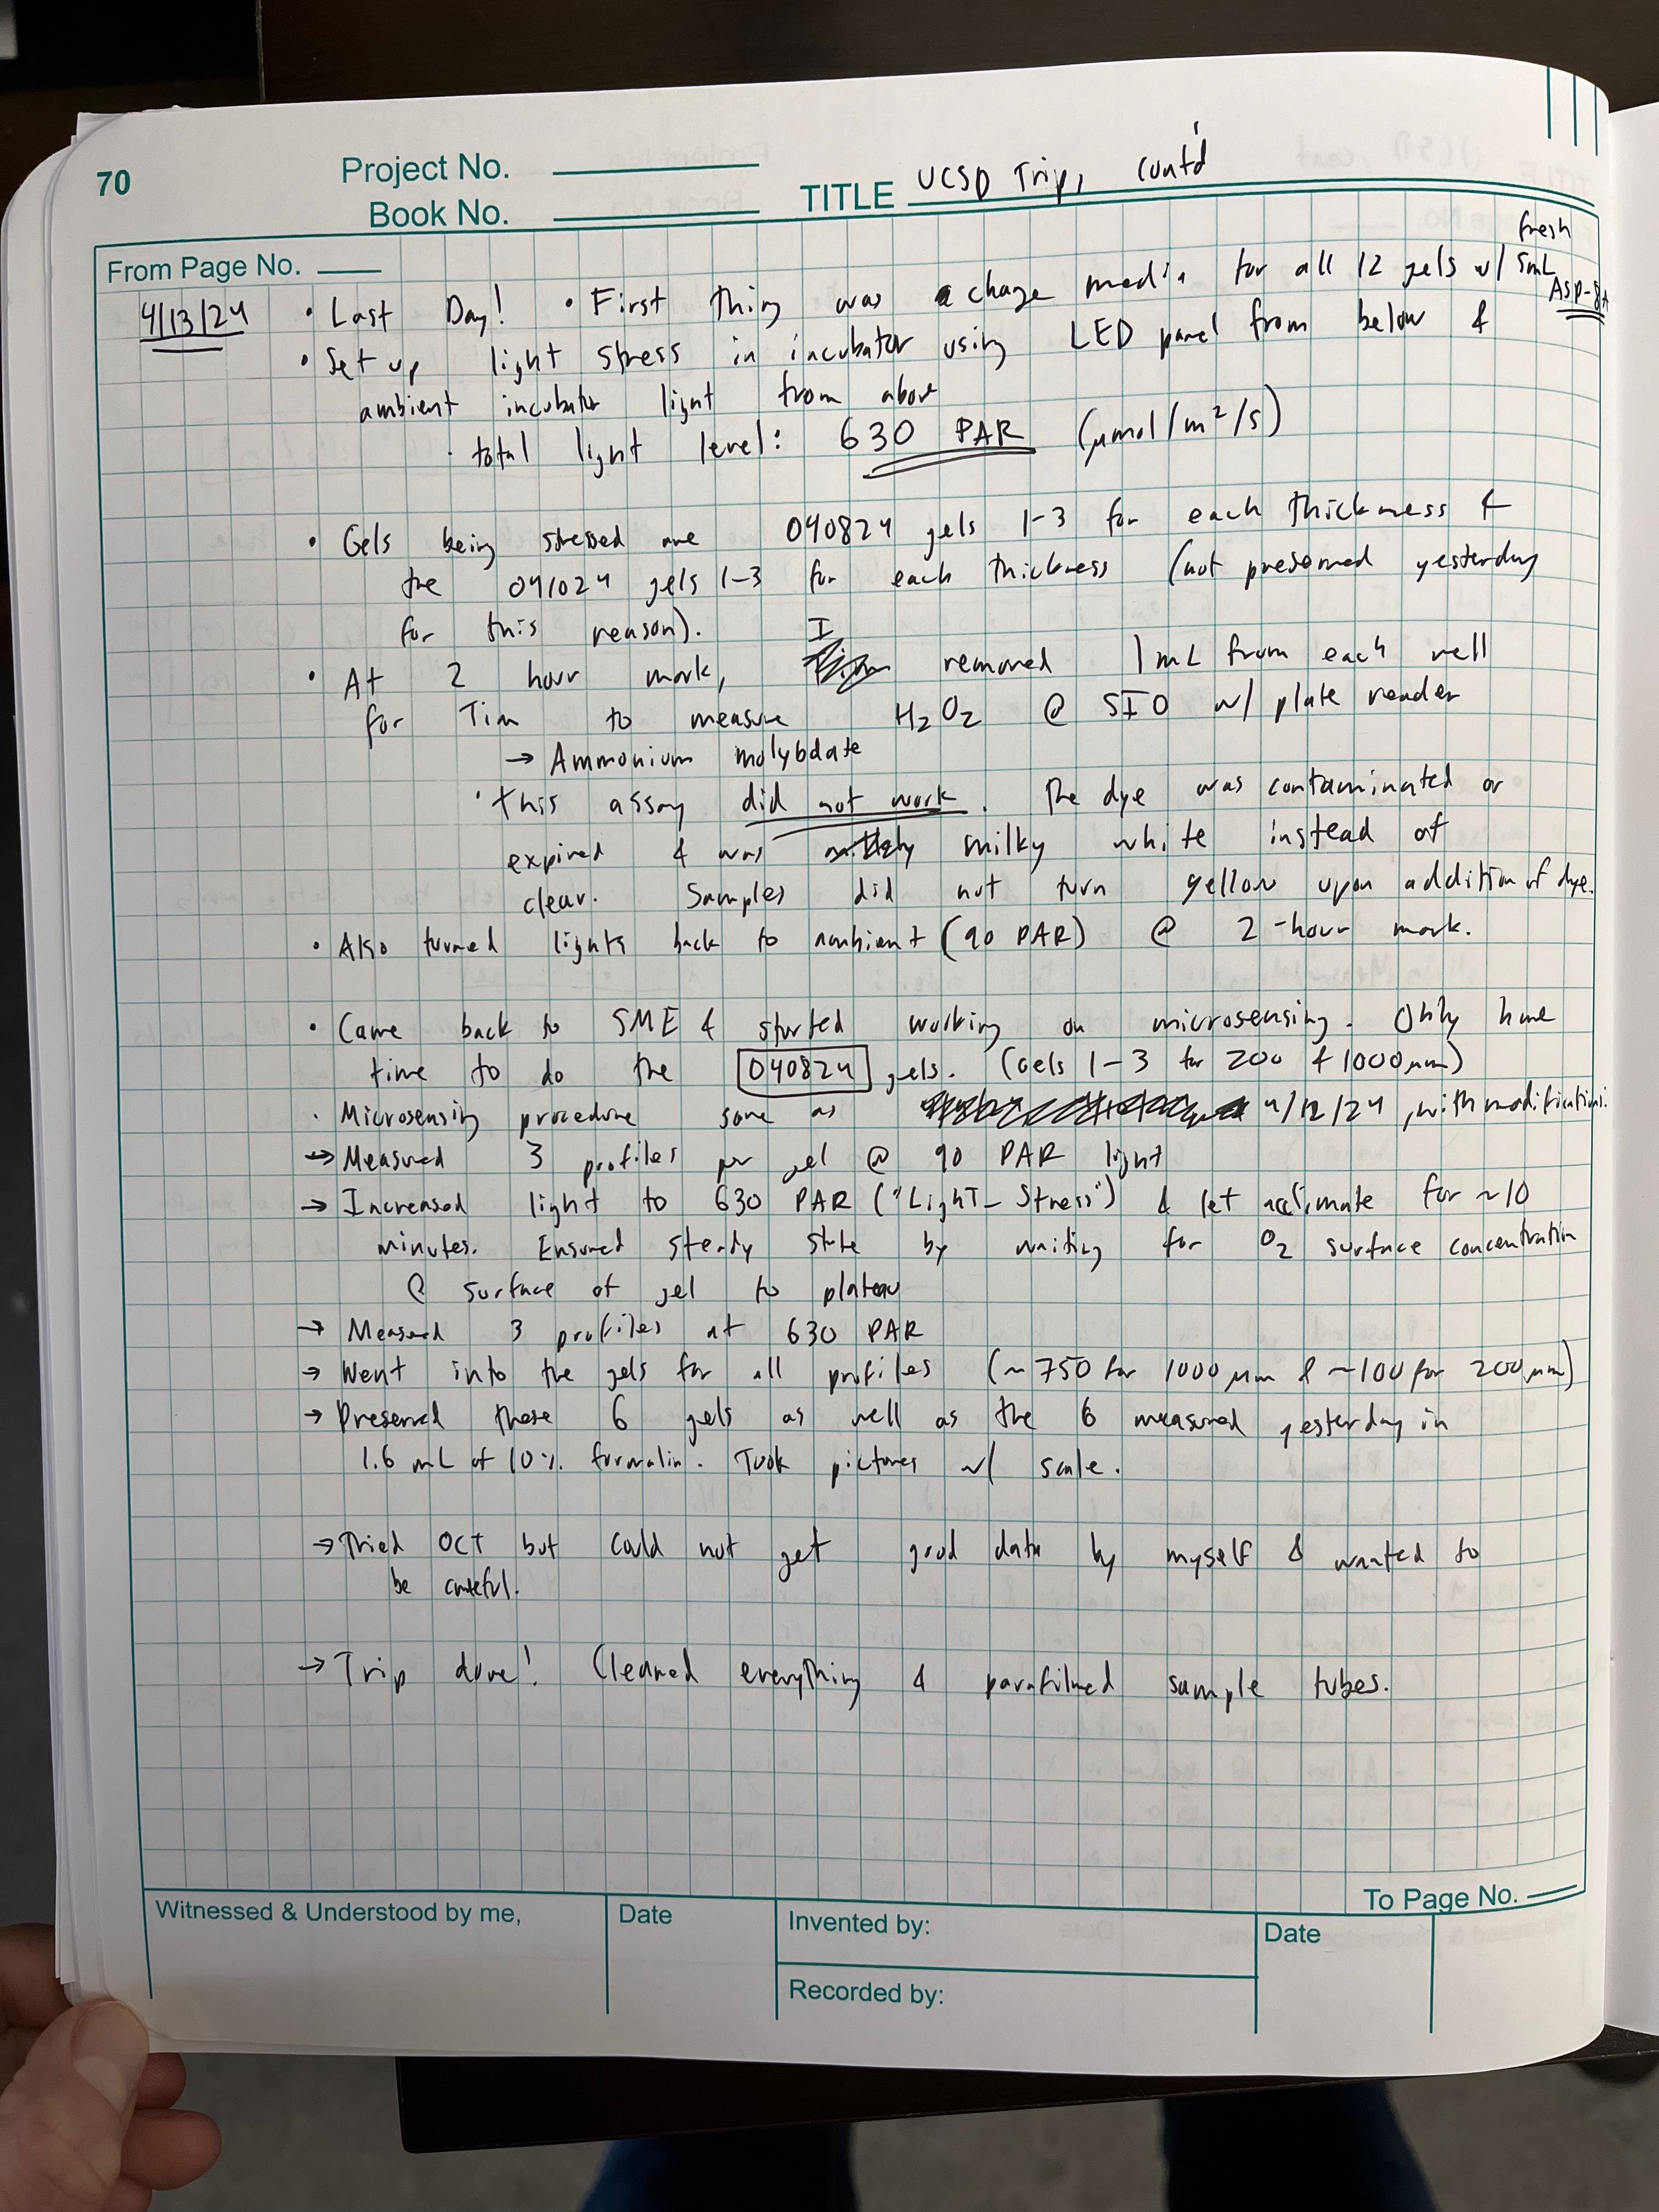 70
Project No.
Book No.
TITLE UCSD Trip, cont'd
From Page No.
fresh
4/13/24 • Last Day! • First thing was a change media for all 12 gels w/ 5mL
• Set up light stress in incubator using LED panel from below &
ambient incubator light from above
· total light level: 630 PAR (μmol/m²/s)
• Gels being stressed are 040824 gels 1-3 for each thickness &
the 041024 gels 1-3 for each thickness (not preserved yesterday
for this reason).
• At 2 hour mark, I removed 1mL from each well
for Tim to measure H₂O₂ @ SIO w/ plate reader
→ Ammonium molybdate
· this assay did not work. The dye was contaminated or
expired & was milky white instead of
clear. Samples did not turn yellow upon addition of dye.
• Also turned lights back to ambient (90 PAR) @ 2-hour mark.
• Came back to SME & started working on microsensing. Only have
time to do the 040824 gels. (Gels 1-3 for 200 & 1000μm)
· Microsensing procedure same as 4/12/24, with modifications.
→ Measured 3 profiles per gel @ 90 PAR light
→ Increased light to 630 PAR ("LighT_Stress") & let acclimate for ~10
minutes. Ensured steady state by waiting for O₂ surface concentration
@ surface of gel to plateau
→ Measured 3 profiles at 630 PAR
→ Went into the gels for all profiles (~750 for 1000 μm & ~100 for 200 μm)
→ Preserved these 6 gels as well as the 6 measured yesterday in
1.6 mL of 10% formalin. Took pictures w/ scale.
→ Tried OCT but could not get good data by myself & wanted to
be careful.
→ Trip done! Cleaned everything & parafilmed sample tubes.
To Page No.
Witnessed & Understood by me,
Date
Invented by:
Date
Recorded by: